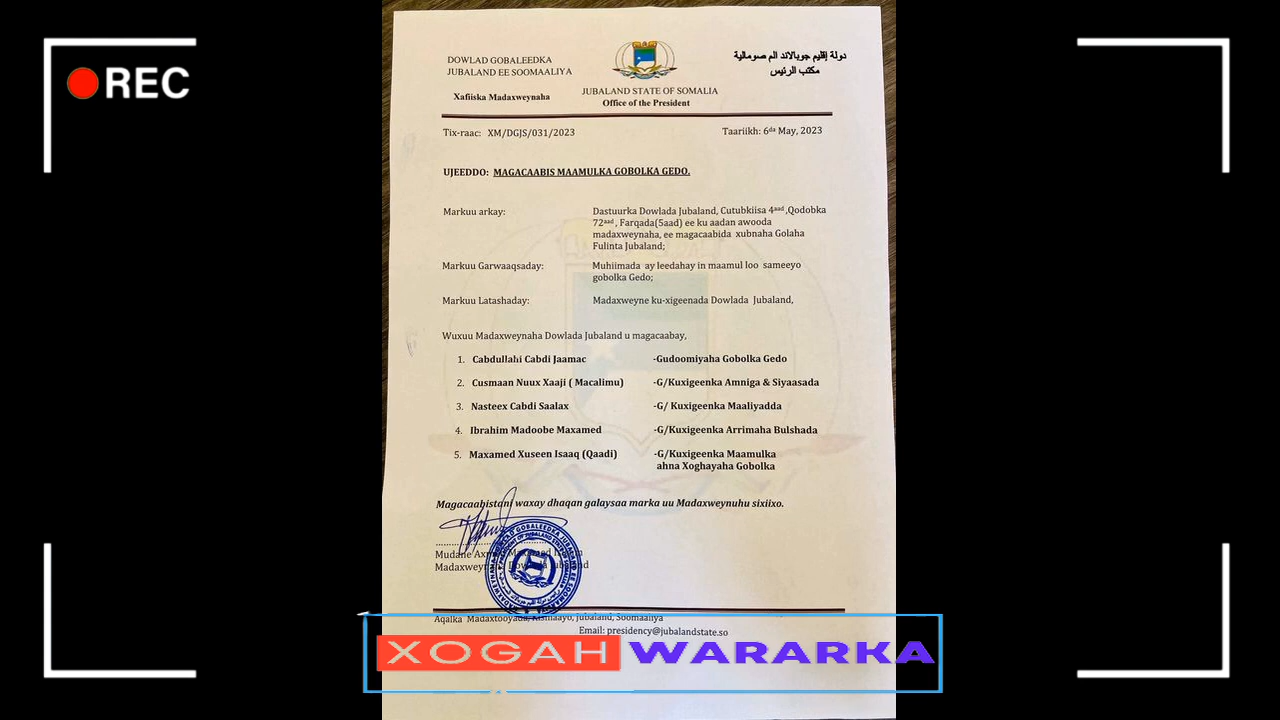 REC
DOWLAD GOBALEEDKA
JUBALAND EE SOOMAALIYA
Xafiiska Madaxweynaha
JUBALAND STATE OF SOMALIA
Office of the President
دولة إقليم جوبالاند الم صومالية
مكتب الرئيس
Tix-raac: XM/DGJS/031/2023
Taariikh: 6da May, 2023
UJEEDDO: MAGACAABIS MAAMULKA GOBOLKA GEDO.
Markuu arkay:
Dastuurka Dowlada Jubaland, Cutubkiisa 4aad ,Qodobka
72aad , Farqada(5aad) ee ku aadan awooda
madaxweynaha, ee magacaabida xubnaha Golaha
Fulinta Jubaland;
Markuu Garwaaqsaday:
Muhiimada ay leedahay in maamul loo sameeyo
gobolka Gedo;
Markuu Latashaday:
Madaxweyne ku-xigeenada Dowlada Jubaland,
Wuxuu Madaxweynaha Dowlada Jubaland u magacaabay,
1. Cabdullahi Cabdi Jaamac -Gudoomiyaha Gobolka Gedo
2. Cusmaan Nuux Xaaji ( Macalimu) -G/Kuxigeenka Amniga & Siyaasada
3. Nasteex Cabdi Saalax -G/ Kuxigeenka Maaliyadda
4. Ibrahim Madoobe Maxamed -G/Kuxigeenka Arrimaha Bulshada
5. Maxamed Xuseen Isaaq (Qaadi) -G/Kuxigeenka Maamulka
ahna Xoghayaha Gobolka
Magacaabistani waxay dhaqan galaysaa marka uu Madaxweynuhu sixiixo.
Mudane
Aqalka Madaxtooyada, Kismaayo, Jubaland, Soomaaliya
Email: presidency@jubalandstate.so
XOGAH WARARKA